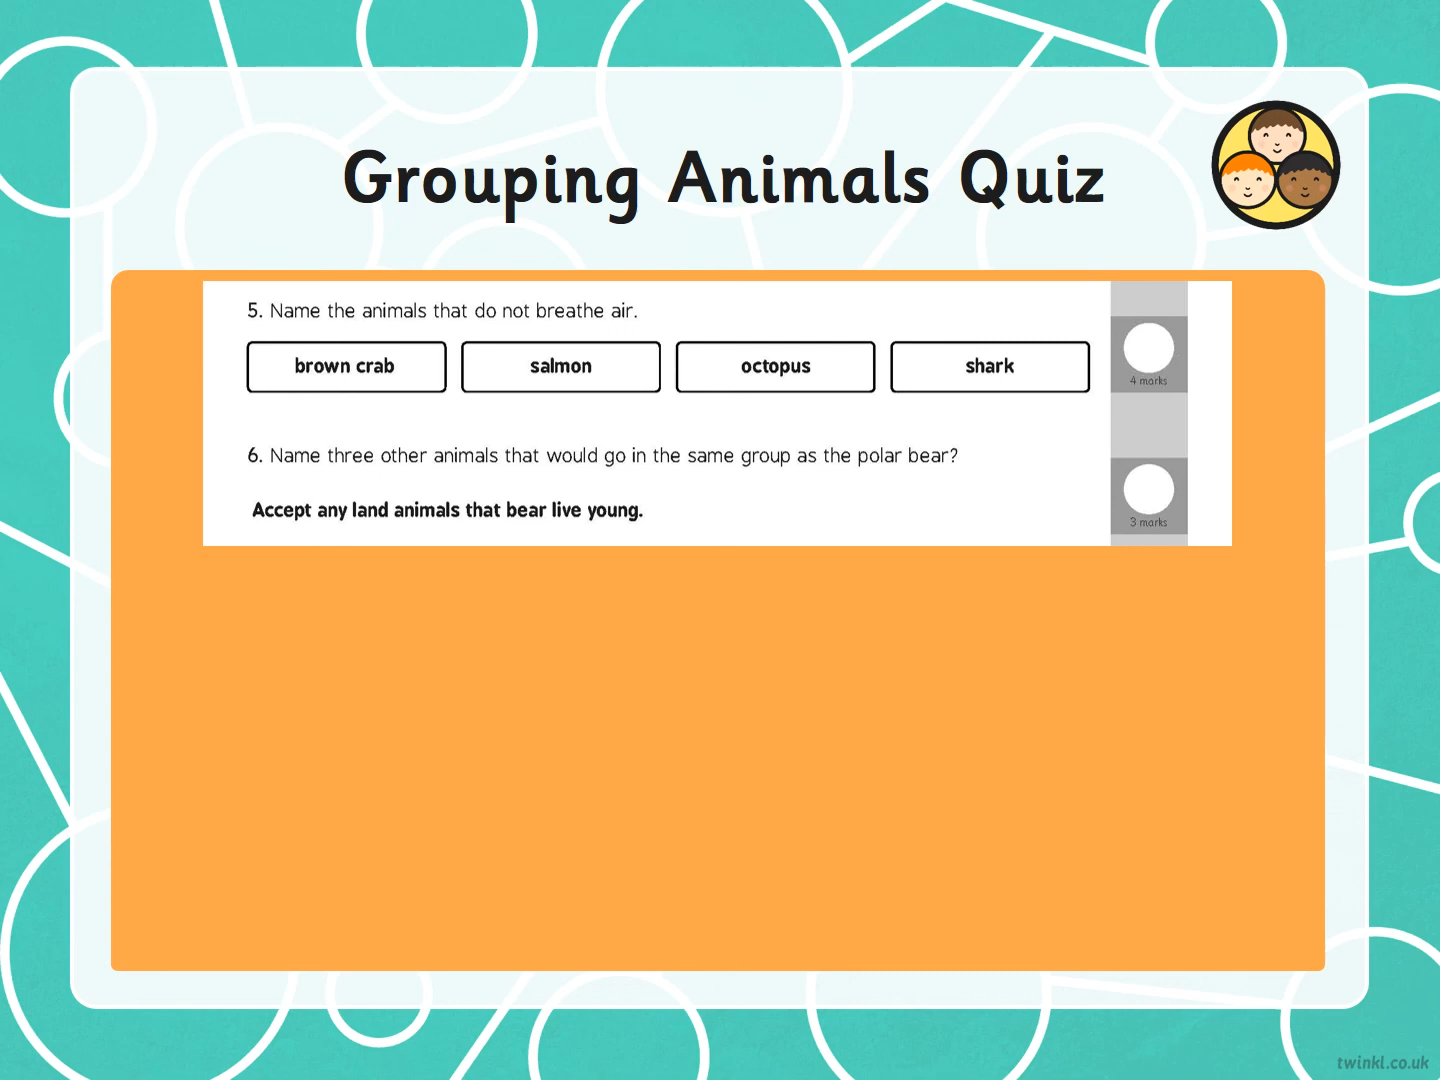 Grouping Animals Quiz
5. Name the animals that do not breathe air.
brown crab salmon octopus shark
4 marks
6. Name three other animals that would go in the same group as the polar bear?
Accept any land animals that bear live young.
3 marks
twinkl.co.uk